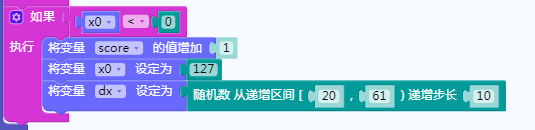 如果 x0 < 0
执行 将变量 score 的值增加 1
将变量 x0 设定为 127
将变量 dx 设定为 随机数 从递增区间 [ 20 , 61 ) 递增步长 10